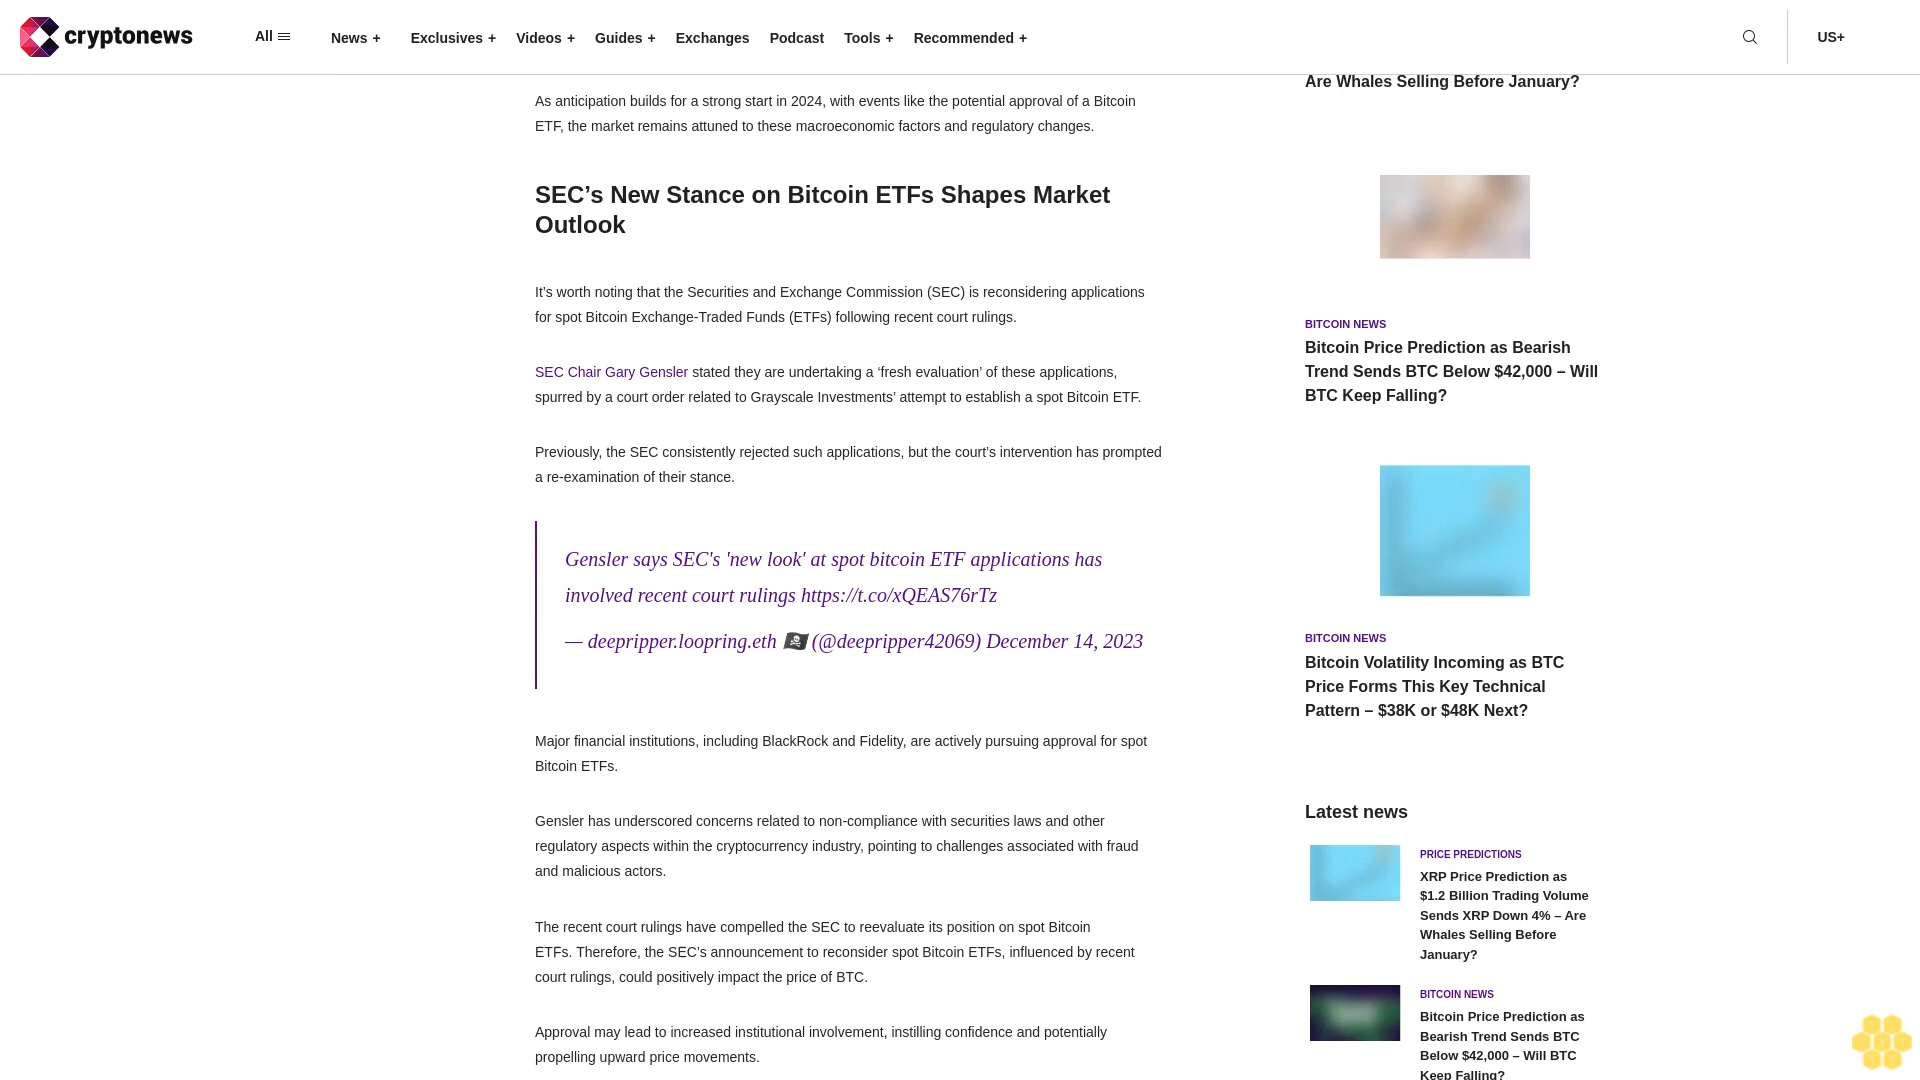 cryptonews
All
News +
Exclusives +
Videos +
Guides +
Exchanges
Podcast
Tools +
Recommended +
US+
As anticipation builds for a strong start in 2024, with events like the potential approval of a Bitcoin
ETF, the market remains attuned to these macroeconomic factors and regulatory changes.
SEC’s New Stance on Bitcoin ETFs Shapes Market
Outlook
It’s worth noting that the Securities and Exchange Commission (SEC) is reconsidering applications
for spot Bitcoin Exchange-Traded Funds (ETFs) following recent court rulings.
SEC Chair Gary Gensler stated they are undertaking a ‘fresh evaluation’ of these applications,
spurred by a court order related to Grayscale Investments’ attempt to establish a spot Bitcoin ETF.
Previously, the SEC consistently rejected such applications, but the court’s intervention has prompted
a re-examination of their stance.
Gensler says SEC's 'new look' at spot bitcoin ETF applications has
involved recent court rulings https://t.co/xQEAS76rTz
— deepripper.loopring.eth 🏴‍☠️ (@deepripper42069) December 14, 2023
Major financial institutions, including BlackRock and Fidelity, are actively pursuing approval for spot
Bitcoin ETFs.
Gensler has underscored concerns related to non-compliance with securities laws and other
regulatory aspects within the cryptocurrency industry, pointing to challenges associated with fraud
and malicious actors.
The recent court rulings have compelled the SEC to reevaluate its position on spot Bitcoin
ETFs. Therefore, the SEC’s announcement to reconsider spot Bitcoin ETFs, influenced by recent
court rulings, could positively impact the price of BTC.
Approval may lead to increased institutional involvement, instilling confidence and potentially
propelling upward price movements.
Are Whales Selling Before January?
BITCOIN NEWS
Bitcoin Price Prediction as Bearish
Trend Sends BTC Below $42,000 – Will
BTC Keep Falling?
BITCOIN NEWS
Bitcoin Volatility Incoming as BTC
Price Forms This Key Technical
Pattern – $38K or $48K Next?
Latest news
PRICE PREDICTIONS
XRP Price Prediction as
$1.2 Billion Trading Volume
Sends XRP Down 4% – Are
Whales Selling Before
January?
BITCOIN NEWS
Bitcoin Price Prediction as
Bearish Trend Sends BTC
Below $42,000 – Will BTC
Keep Falling?